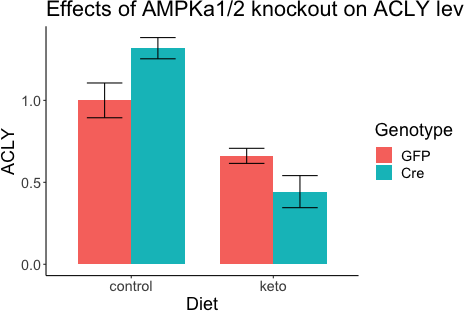 Effects of AMPKa1/2 knockout on ACLY lev
ACLY
1.0
0.5
0.0
control
keto
Diet
Genotype
GFP
Cre